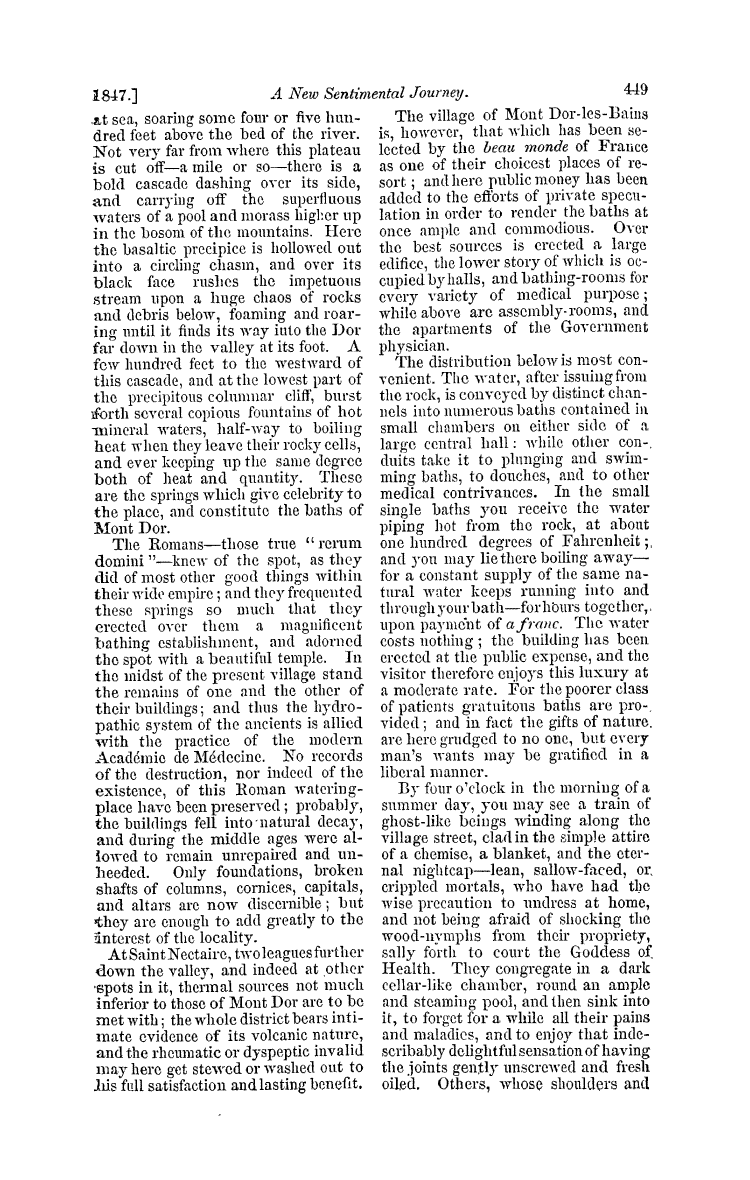 1847.]
A New Sentimental Journey.
449
at sea, soaring some four or five hun-
dred feet above the bed of the river.
Not very far from where this plateau
is cut off—a mile or so—there is a
bold cascade dashing over its side,
and carrying off the superfluous
waters of a pool and morass higher up
in the bosom of the mountains. Here
the basaltic precipice is hollowed out
into a circling chasm, and over its
black face rushes the impetuous
stream upon a huge chaos of rocks
and debris below, foaming and roar-
ing until it finds its way into the Dor
far down in the valley at its foot. A
few hundred feet to the westward of
this cascade, and at the lowest part of
the precipitous columnar cliff, burst
forth several copious fountains of hot
mineral waters, half-way to boiling
heat when they leave their rocky cells,
and ever keeping up the same degree
both of heat and quantity. These
are the springs which give celebrity to
the place, and constitute the baths of
Mont Dor.
The Romans—those true "rerum
domini"—knew of the spot, as they
did of most other good things within
their wide empire; and they frequented
these springs so much that they
erected over them a magnificent
bathing establishment, and adorned
the spot with a beautiful temple. In
the midst of the present village stand
the remains of one and the other of
their buildings; and thus the hydro-
pathic system of the ancients is allied
with the practice of the modern
Académie de Médecine. No records
of the destruction, nor indeed of the
existence, of this Roman watering-
place have been preserved; probably,
the buildings fell into natural decay,
and during the middle ages were al-
lowed to remain unrepaired and un-
heeded. Only foundations, broken
shafts of columns, cornices, capitals,
and altars are now discernible; but
they are enough to add greatly to the
interest of the locality.
At Saint Nectaire, two leagues further
down the valley, and indeed at other
spots in it, thermal sources not much
inferior to those of Mont Dor are to be
met with; the whole district bears inti-
mate evidence of its volcanic nature,
and the rheumatic or dyspeptic invalid
may here get stewed or washed out to
his full satisfaction and lasting benefit.
The village of Mont Dor-les-Bains
is, however, that which has been se-
lected by the beau monde of France
as one of their choicest places of re-
sort; and here public money has been
added to the efforts of private specu-
lation in order to render the baths at
once ample and commodious. Over
the best sources is erected a large
edifice, the lower story of which is oc-
cupied by halls, and bathing-rooms for
every variety of medical purpose;
while above are assembly-rooms, and
the apartments of the Government
physician.
The distribution below is most con-
venient. The water, after issuing from
the rock, is conveyed by distinct chan-
nels into numerous baths contained in
small chambers on either side of a
large central hall: while other con-
duits take it to plunging and swim-
ming baths, to douches, and to other
medical contrivances. In the small
single baths you receive the water
piping hot from the rock, at about
one hundred degrees of Fahrenheit;
and you may lie there boiling away—
for a constant supply of the same na-
tural water keeps running into and
through your bath—for hours together,
upon payment of a franc. The water
costs nothing; the building has been
erected at the public expense, and the
visitor therefore enjoys this luxury at
a moderate rate. For the poorer class
of patients gratuitous baths are pro-
vided; and in fact the gifts of nature
are here grudged to no one, but every
man's wants may be gratified in a
liberal manner.
By four o'clock in the morning of a
summer day, you may see a train of
ghost-like beings winding along the
village street, clad in the simple attire
of a chemise, a blanket, and the eter-
nal nightcap—lean, sallow-faced, or
crippled mortals, who have had the
wise precaution to undress at home,
and not being afraid of shocking the
wood-nymphs from their propriety,
sally forth to court the Goddess of
Health. They congregate in a dark
cellar-like chamber, round an ample
and steaming pool, and then sink into
it, to forget for a while all their pains
and maladies, and to enjoy that inde-
scribably delightful sensation of having
the joints gently unscrewed and fresh
oiled. Others, whose shoulders and